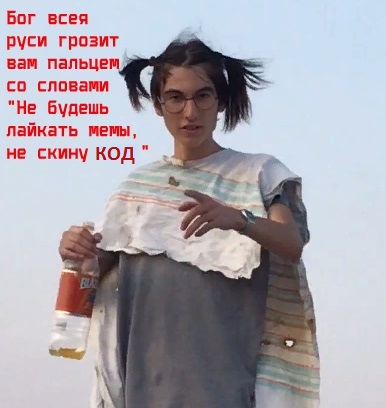 Бог всея
руси грозит
вам пальцем
со словами
"Не будешь
лайкать мемы,
не скину КОД "